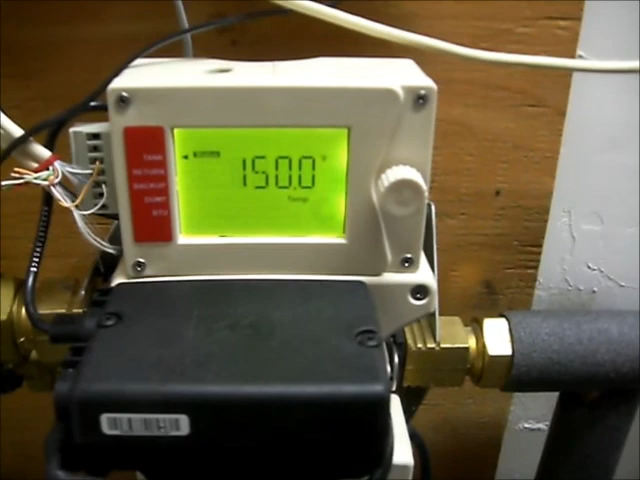 TANK
RETURN
BACKUP
DUMP
BTU
150.0°F
Temp